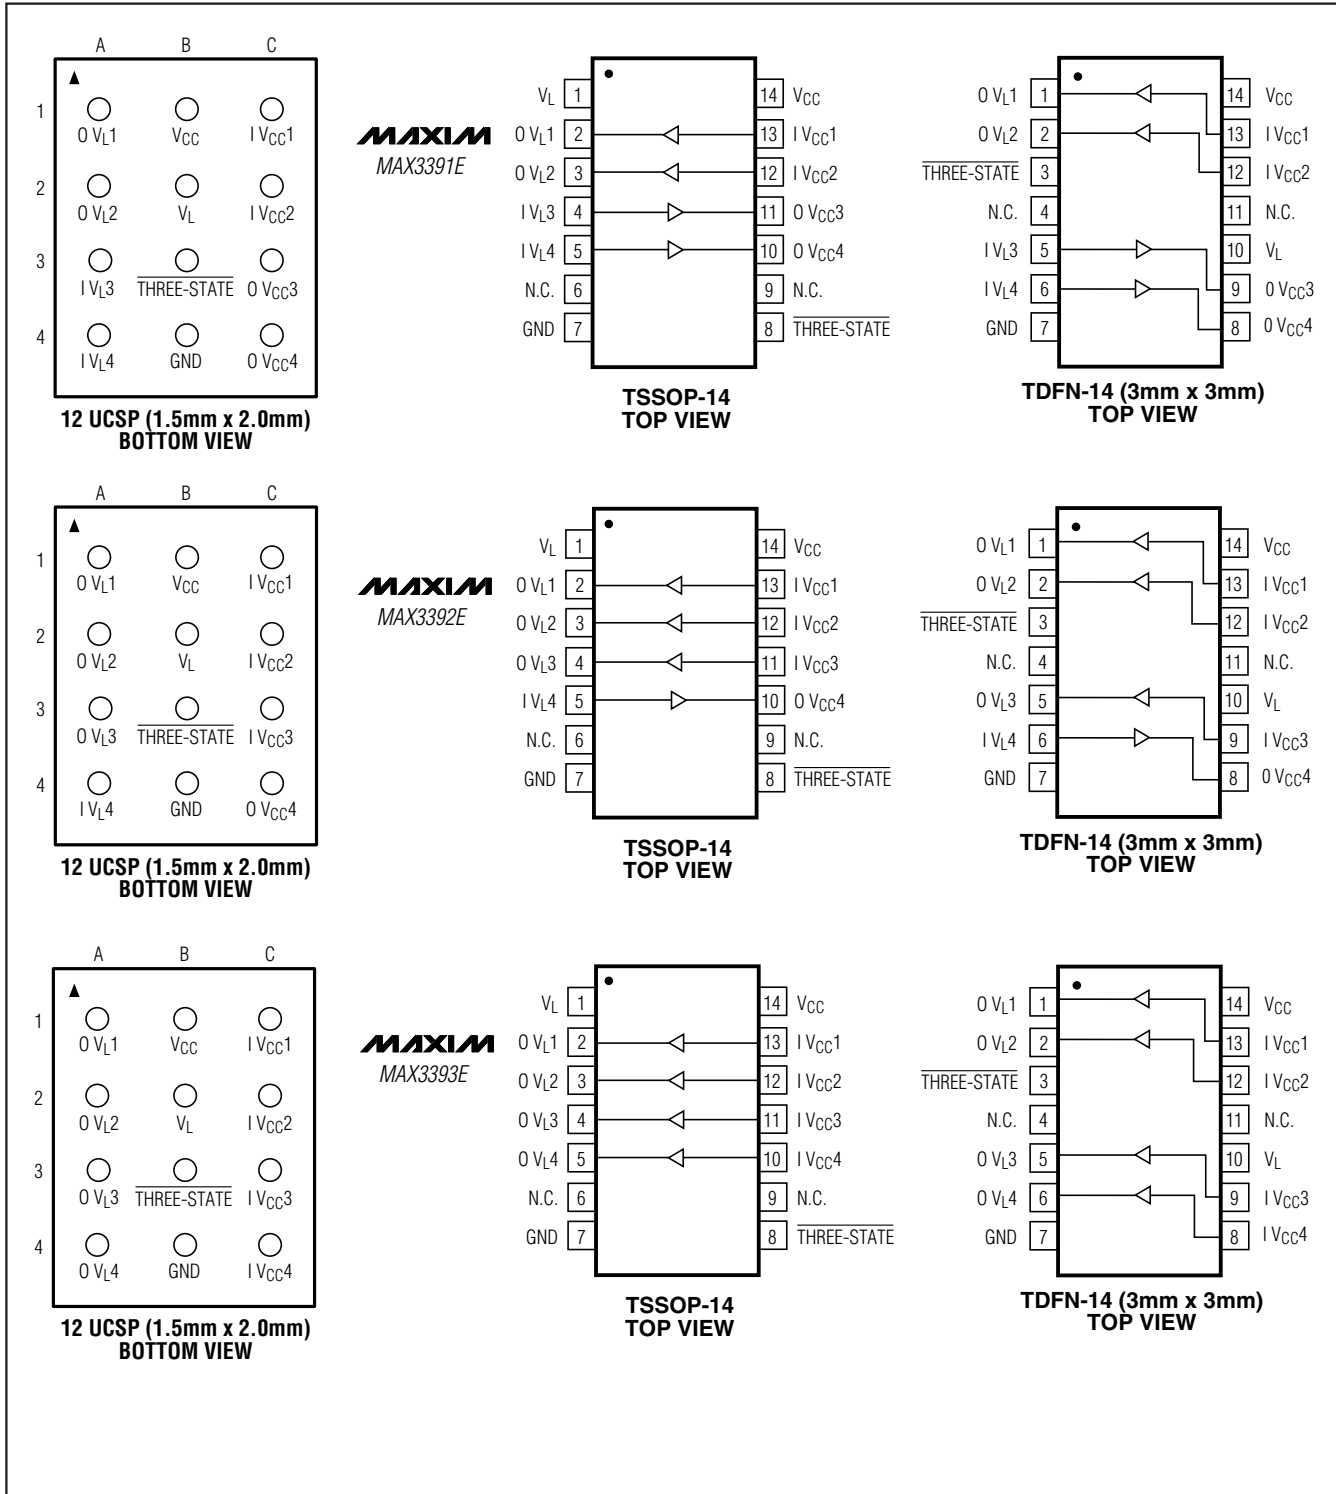 A B C
1
O VL1 VCC I VCC1
2
O VL2 VL I VCC2
3
I VL3 THREE-STATE O VCC3
4
I VL4 GND O VCC4
12 UCSP (1.5mm x 2.0mm)
BOTTOM VIEW
MAXIM
MAX3391E
VL 1 14 VCC
O VL1 2 13 I VCC1
O VL2 3 12 I VCC2
I VL3 4 11 O VCC3
I VL4 5 10 O VCC4
N.C. 6 9 N.C.
GND 7 8 THREE-STATE
TSSOP-14
TOP VIEW
O VL1 1 14 VCC
O VL2 2 13 I VCC1
THREE-STATE 3 12 I VCC2
N.C. 4 11 N.C.
I VL3 5 10 VL
I VL4 6 9 O VCC3
GND 7 8 O VCC4
TDFN-14 (3mm x 3mm)
TOP VIEW
A B C
1
O VL1 VCC I VCC1
2
O VL2 VL I VCC2
3
O VL3 THREE-STATE I VCC3
4
I VL4 GND O VCC4
12 UCSP (1.5mm x 2.0mm)
BOTTOM VIEW
MAXIM
MAX3392E
VL 1 14 VCC
O VL1 2 13 I VCC1
O VL2 3 12 I VCC2
O VL3 4 11 I VCC3
I VL4 5 10 O VCC4
N.C. 6 9 N.C.
GND 7 8 THREE-STATE
TSSOP-14
TOP VIEW
O VL1 1 14 VCC
O VL2 2 13 I VCC1
THREE-STATE 3 12 I VCC2
N.C. 4 11 N.C.
O VL3 5 10 VL
I VL4 6 9 I VCC3
GND 7 8 O VCC4
TDFN-14 (3mm x 3mm)
TOP VIEW
A B C
1
O VL1 VCC I VCC1
2
O VL2 VL I VCC2
3
O VL3 THREE-STATE I VCC3
4
O VL4 GND I VCC4
12 UCSP (1.5mm x 2.0mm)
BOTTOM VIEW
MAXIM
MAX3393E
VL 1 14 VCC
O VL1 2 13 I VCC1
O VL2 3 12 I VCC2
O VL3 4 11 I VCC3
O VL4 5 10 I VCC4
N.C. 6 9 N.C.
GND 7 8 THREE-STATE
TSSOP-14
TOP VIEW
O VL1 1 14 VCC
O VL2 2 13 I VCC1
THREE-STATE 3 12 I VCC2
N.C. 4 11 N.C.
O VL3 5 10 VL
O VL4 6 9 I VCC3
GND 7 8 I VCC4
TDFN-14 (3mm x 3mm)
TOP VIEW